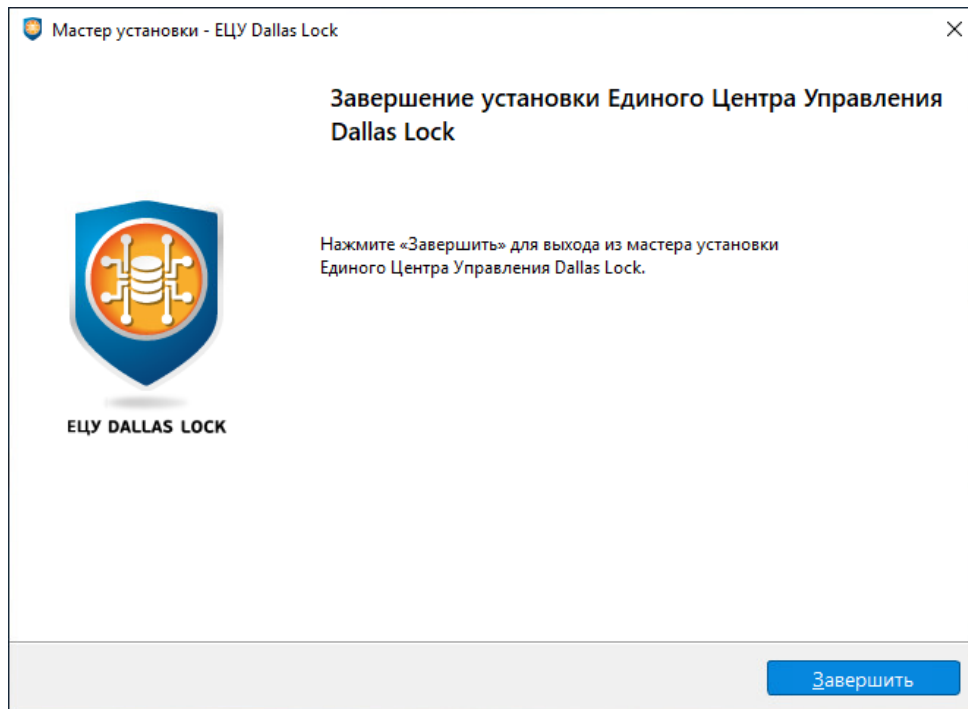 Мастер установки - ЕЦУ Dallas Lock
Завершение установки Единого Центра Управления
Dallas Lock
Нажмите «Завершить» для выхода из мастера установки
Единого Центра Управления Dallas Lock.
ЕЦУ DALLAS LOCK
Завершить